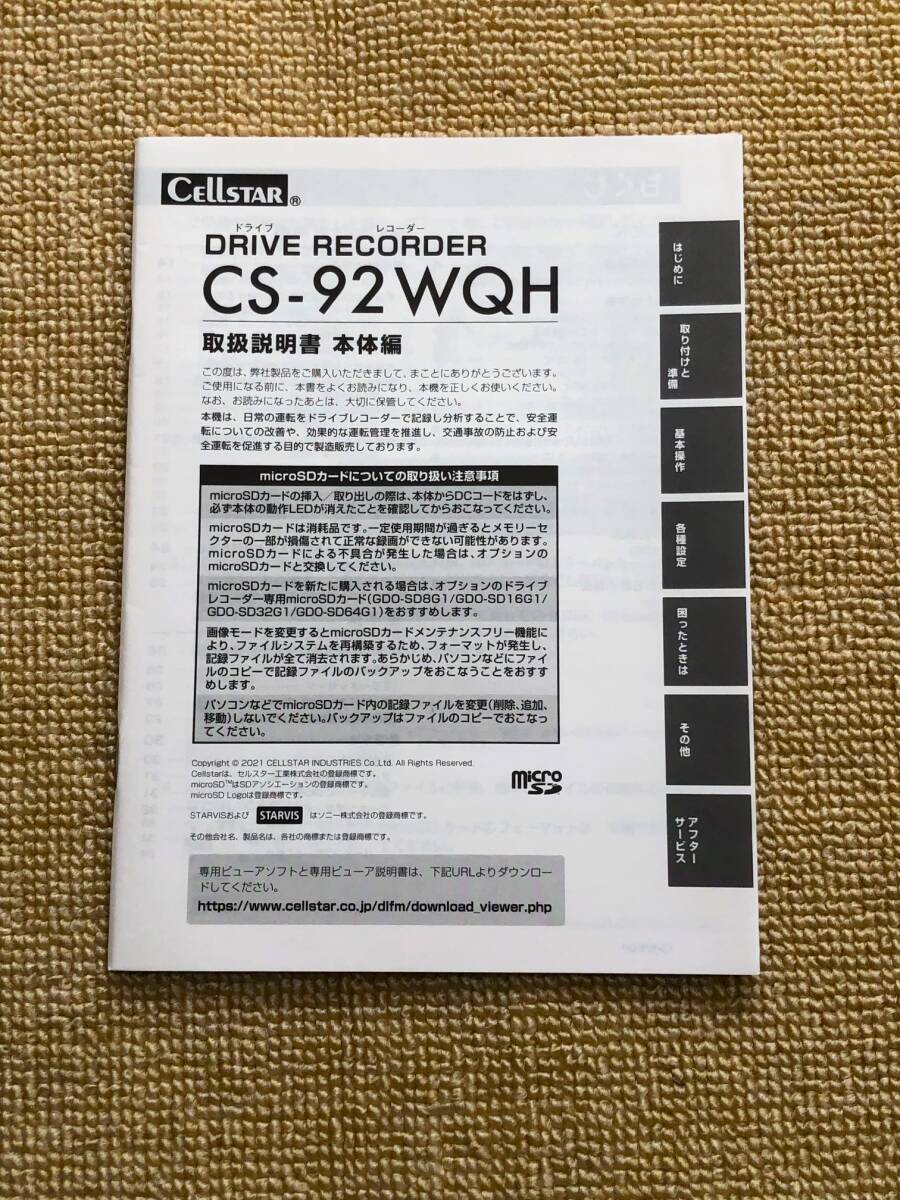 CELLSTAR®
ドライブ レコーダー
DRIVE RECORDER
CS-92WQH
取扱説明書 本体編
この度は、弊社製品をご購入いただきまして、まことにありがとうございます。
ご使用になる前に、本書をよくお読みになり、本機を正しくお使いください。
なお、お読みになったあとは、大切に保管してください。
本機は、日常の運転をドライブレコーダーで記録し分析することで、安全運
転についての改善や、効果的な運転管理を推進し、交通事故の防止および安
全運転を促進する目的で製造販売しております。
microSDカードについての取り扱い注意事項
microSDカードの挿入／取り出しの際は、本体からDCコードをはずし、
必ず本体の動作LEDが消えたことを確認してからおこなってください。
microSDカードは消耗品です。一定使用期間が過ぎるとメモリーセ
クターの一部が損傷されて正常な録画ができない可能性があります。
microSDカードによる不具合が発生した場合は、オプションの
microSDカードと交換してください。
microSDカードを新たに購入される場合は、オプションのドライブ
レコーダー専用microSDカード(GDO-SD8G1/GDO-SD16G1/
GDO-SD32G1/GDO-SD64G1)をおすすめします。
画像モードを変更するとmicroSDカードメンテナンスフリー機能に
より、ファイルシステムを再構築するため、フォーマットが発生し、
記録ファイルが全て消去されます。あらかじめ、パソコンなどにファイ
ルのコピーで記録ファイルのバックアップをおこなうことをおすす
めします。
パソコンなどでmicroSDカード内の記録ファイルを変更(削除、追加、
移動)しないでください。バックアップはファイルのコピーでおこなっ
てください。
Copyright © 2021 CELLSTAR INDUSTRIES Co.Ltd. All Rights Reserved.
Cellstarは、セルスター工業株式会社の登録商標です。
microSD™はSDアソシエーションの登録商標です。
microSD Logoは登録商標です。
micro SD
STARVISおよび STARVIS はソニー株式会社の登録商標です。
その他会社名、製品名は、各社の商標または登録商標です。
専用ビューアソフトと専用ビューア説明書は、下記URLよりダウンロー
ドしてください。
https://www.cellstar.co.jp/dlfm/download_viewer.php
はじめに
取り付けと
準備
基本操作
各種設定
困ったときは
その他
アフター
サービス